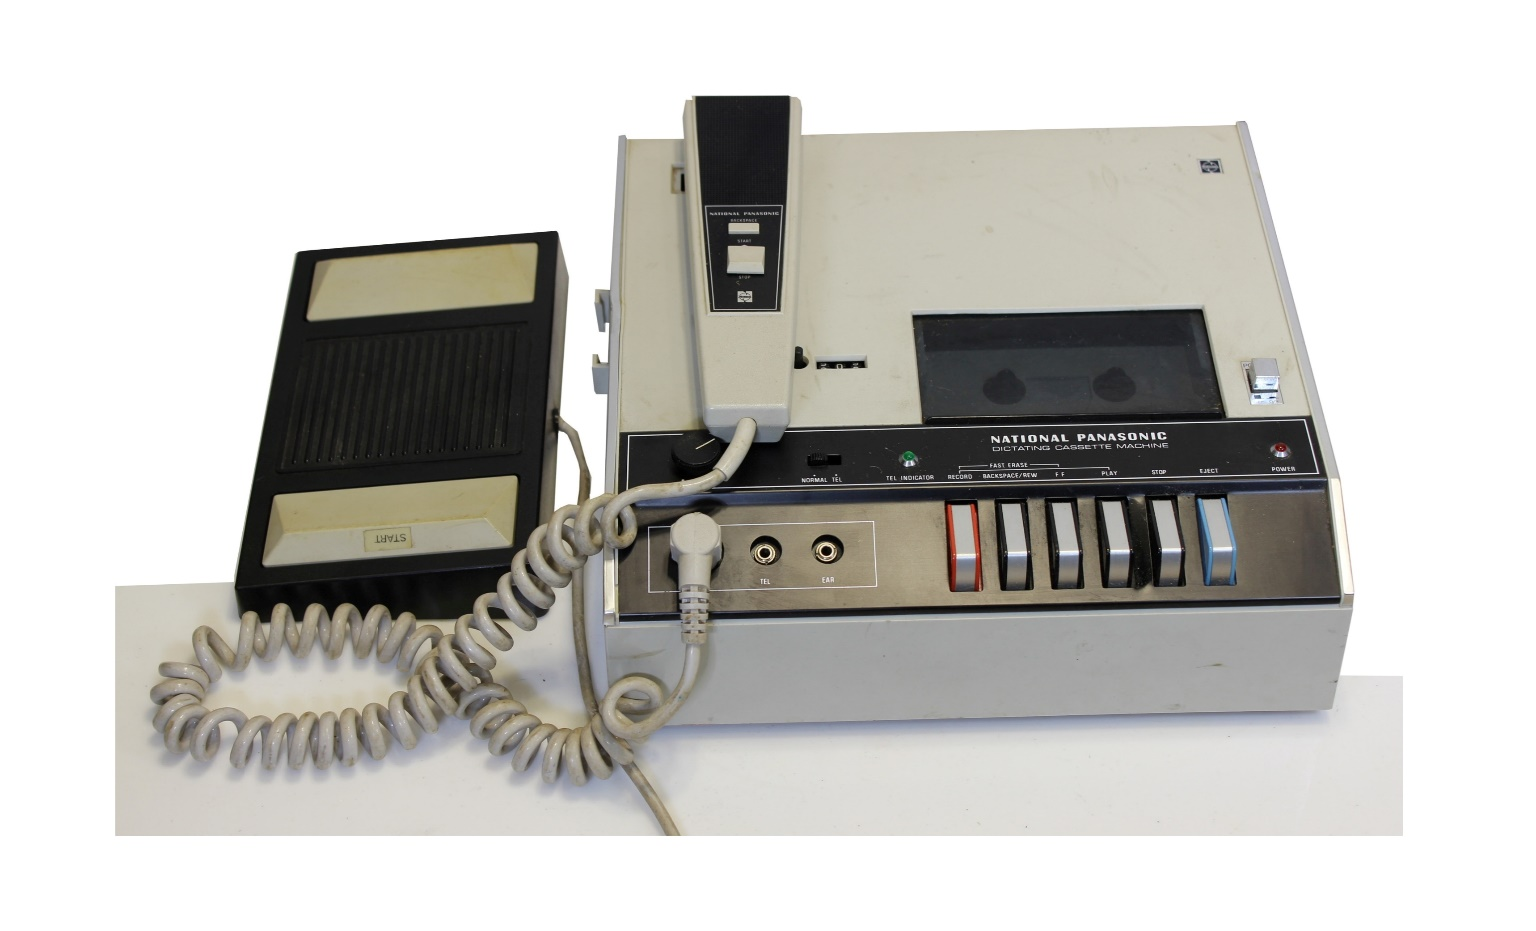 NATIONAL PANASONIC
BACKSPACE
START
STOP
NATIONAL PANASONIC
DICTATING CASSETTE MACHINE
NORMAL TEL
TEL INDICATOR
FAST ERASE
RECORD BACKSPACE/REW F F PLAY STOP EJECT
POWER
TEL
EAR
START